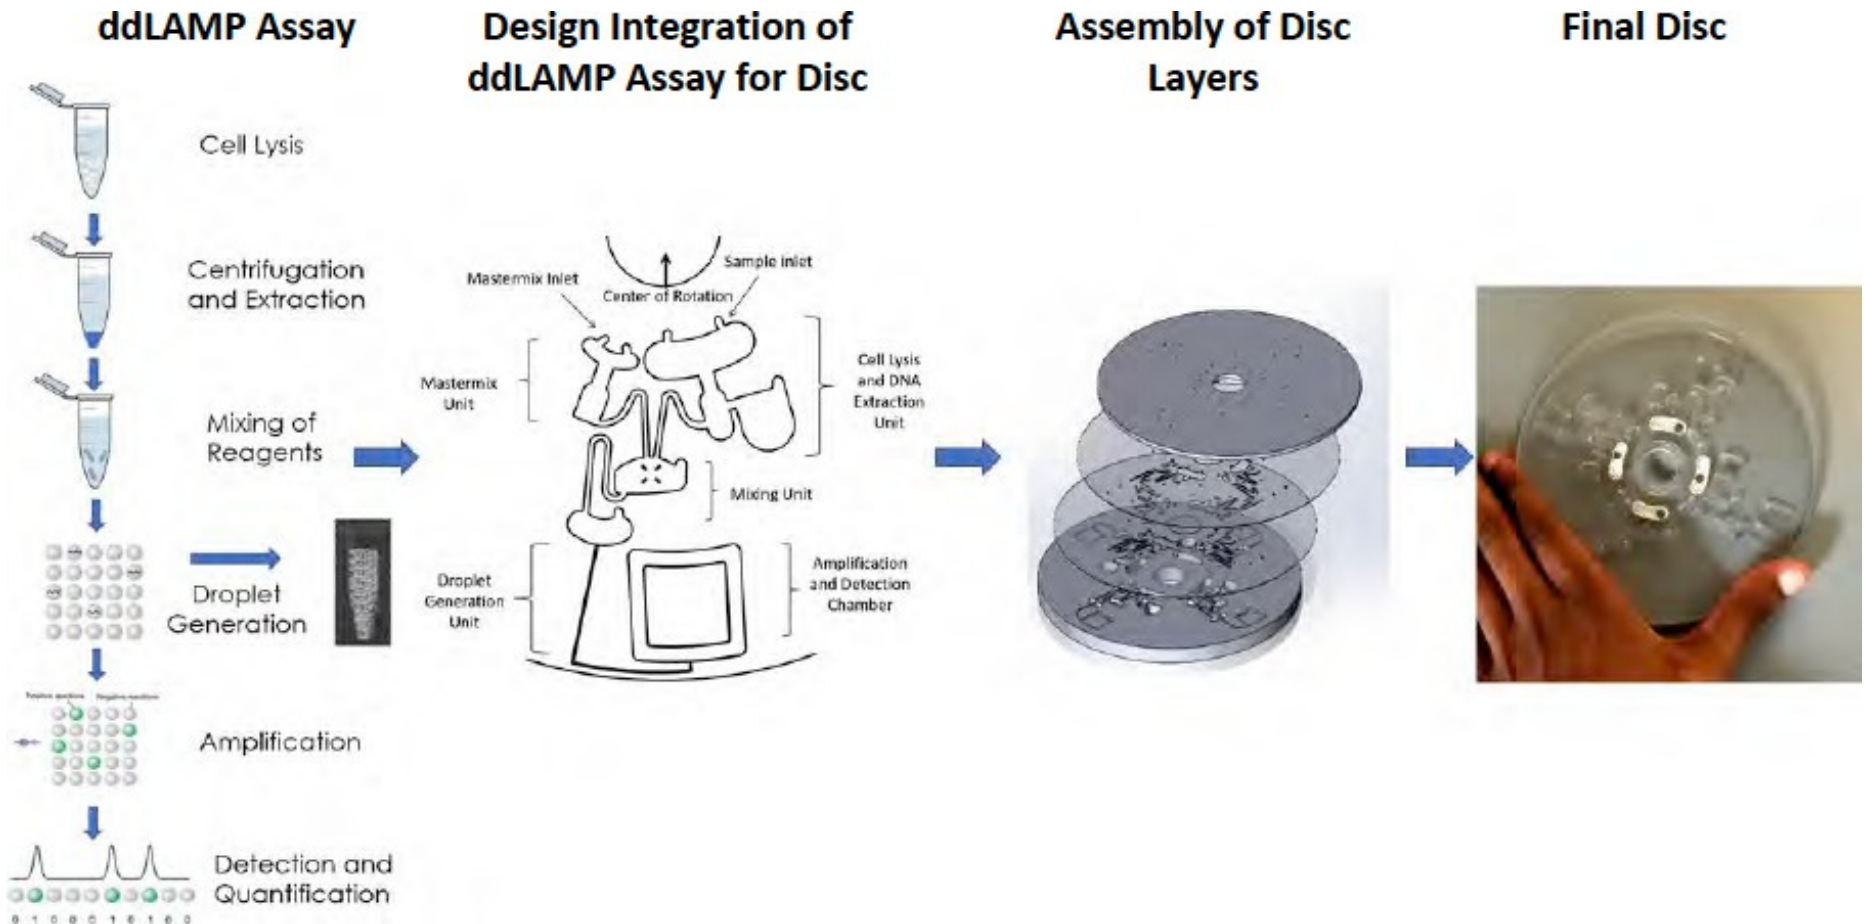 ddLAMP Assay
Design Integration of
ddLAMP Assay for Disc
Assembly of Disc
Layers
Final Disc
Cell Lysis
Centrifugation
and Extraction
Mixing of
Reagents
Droplet
Generation
Amplification
Detection and
Quantification
Mastermix Inlet
Sample Inlet
Center of Rotation
Mastermix
Unit
Cell Lysis
and DNA
Extraction
Unit
Mixing Unit
Droplet
Generation
Unit
Amplification
and Detection
Chamber